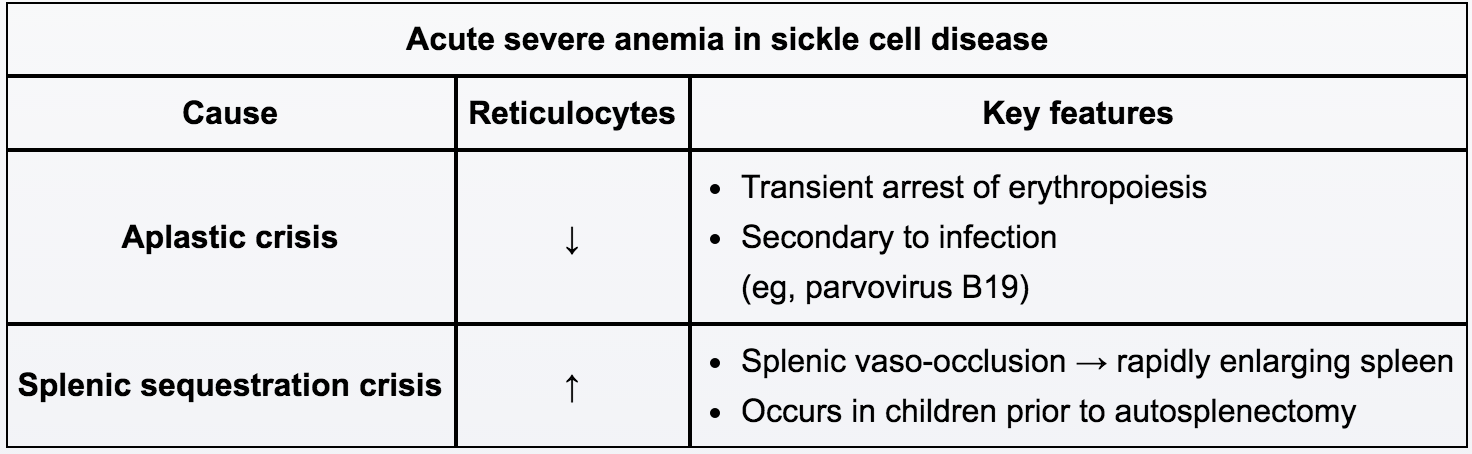 Acute severe anemia in sickle cell disease
Cause Reticulocytes Key features
Aplastic crisis ↓
• Transient arrest of erythropoiesis
• Secondary to infection
(eg, parvovirus B19)
Splenic sequestration crisis ↑
• Splenic vaso-occlusion → rapidly enlarging spleen
• Occurs in children prior to autosplenectomy